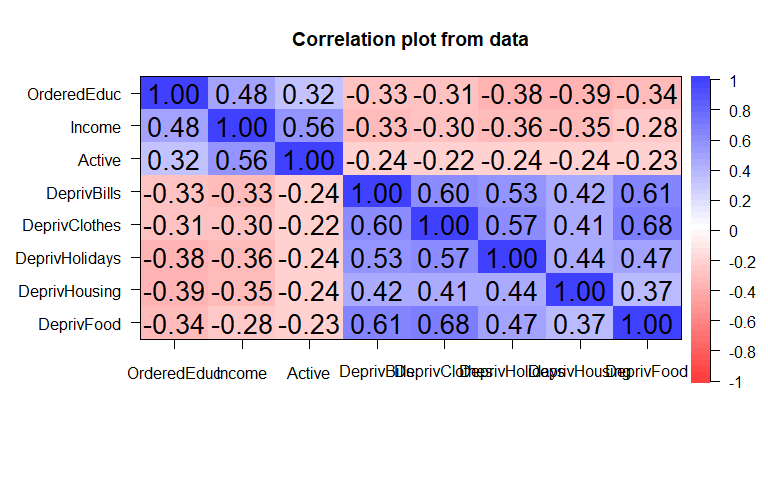 Correlation plot from data
OrderedEduc 1.00 0.48 0.32 -0.33 -0.31 -0.38 -0.39 -0.34
Income 0.48 1.00 0.56 -0.33 -0.30 -0.36 -0.35 -0.28
Active 0.32 0.56 1.00 -0.24 -0.22 -0.24 -0.24 -0.23
DeprivBills -0.33 -0.33 -0.24 1.00 0.60 0.53 0.42 0.61
DeprivClothes -0.31 -0.30 -0.22 0.60 1.00 0.57 0.41 0.68
DeprivHolidays -0.38 -0.36 -0.24 0.53 0.57 1.00 0.44 0.47
DeprivHousing -0.39 -0.35 -0.24 0.42 0.41 0.44 1.00 0.37
DeprivFood -0.34 -0.28 -0.23 0.61 0.68 0.47 0.37 1.00
OrderedEduc Income Active DeprivBills DeprivClothes DeprivHolidays DeprivHousing DeprivFood
1
0.8
0.6
0.4
0.2
0
-0.2
-0.4
-0.6
-0.8
-1